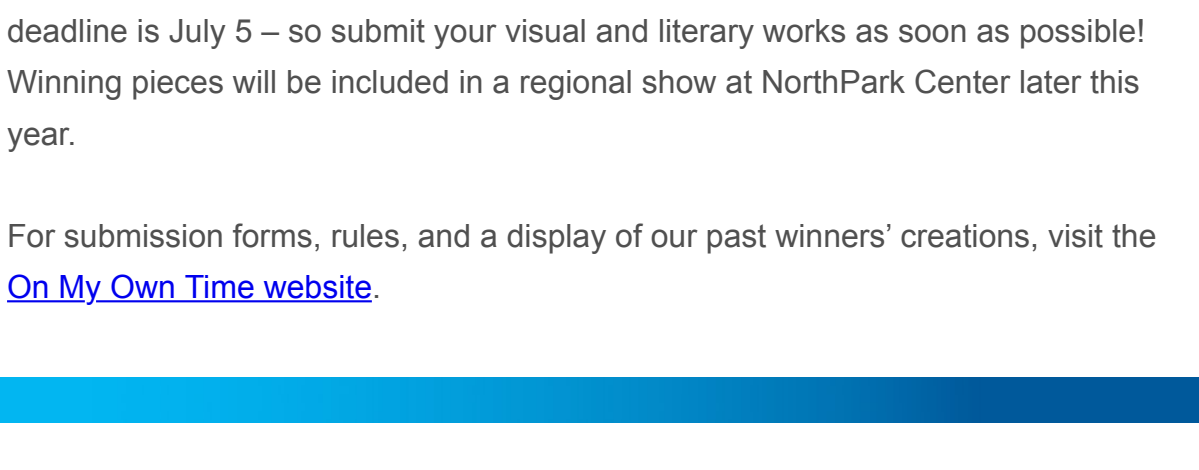 deadline is July 5 – so submit your visual and literary works as soon as possible!
Winning pieces will be included in a regional show at NorthPark Center later this
year.
For submission forms, rules, and a display of our past winners’ creations, visit the
On My Own Time website.